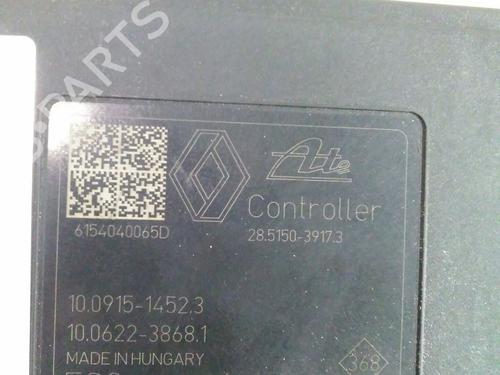 PARTS
Ate
Controller
6154040065D
28.5150-3917.3
10.0915-1452.3
10.0622-3868.1
MADE IN HUNGARY
368